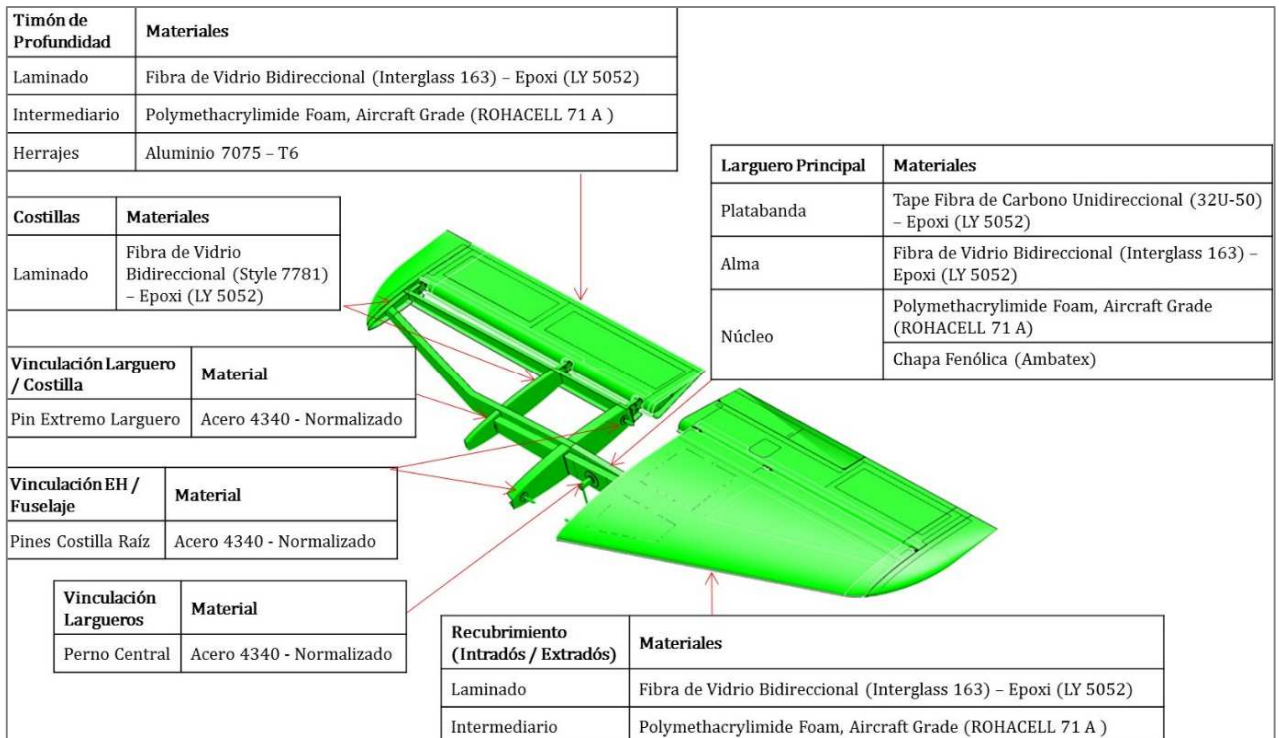 Timón de
Profundidad
Materiales
Laminado
Fibra de Vidrio Bidireccional (Interglass 163) – Epoxi (LY 5052)
Intermediario
Polymethacrylimide Foam, Aircraft Grade (ROHACELL 71 A )
Herrajes
Aluminio 7075 – T6
Larguero Principal
Materiales
Platabanda
Tape Fibra de Carbono Unidireccional (32U-50)
– Epoxi (LY 5052)
Alma
Fibra de Vidrio Bidireccional (Interglass 163) –
Epoxi (LY 5052)
Núcleo
Polymethacrylimide Foam, Aircraft Grade
(ROHACELL 71 A)
Chapa Fenólica (Ambatex)
Costillas
Materiales
Laminado
Fibra de Vidrio
Bidireccional (Style 7781)
– Epoxi (LY 5052)
Vinculación Larguero
/ Costilla
Material
Pin Extremo Larguero
Acero 4340 - Normalizado
Vinculación EH /
Fuselaje
Material
Pines Costilla Raíz
Acero 4340 - Normalizado
Vinculación
Largueros
Material
Perno Central
Acero 4340 - Normalizado
Recubrimiento
(Intradós / Extradós)
Materiales
Laminado
Fibra de Vidrio Bidireccional (Interglass 163) – Epoxi (LY 5052)
Intermediario
Polymethacrylimide Foam, Aircraft Grade (ROHACELL 71 A )